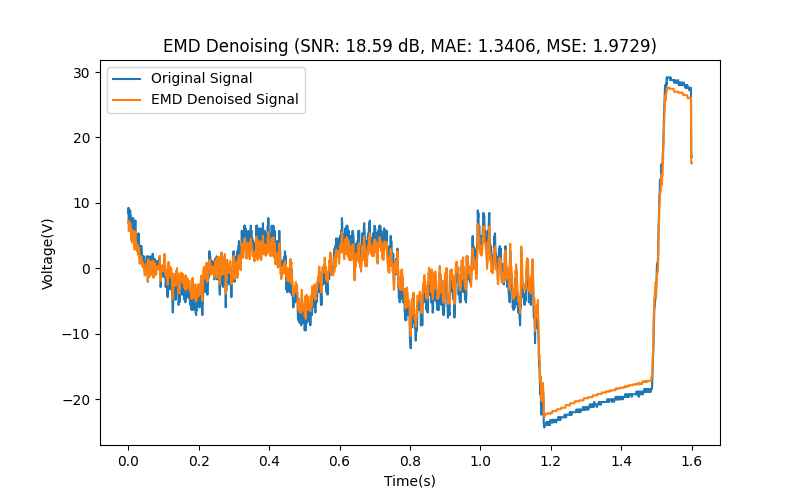 EMD Denoising (SNR: 18.59 dB, MAE: 1.3406, MSE: 1.9729)
Original Signal
EMD Denoised Signal
Voltage(V)
30
20
10
0
−10
−20
0.0 0.2 0.4 0.6 0.8 1.0 1.2 1.4 1.6
Time(s)